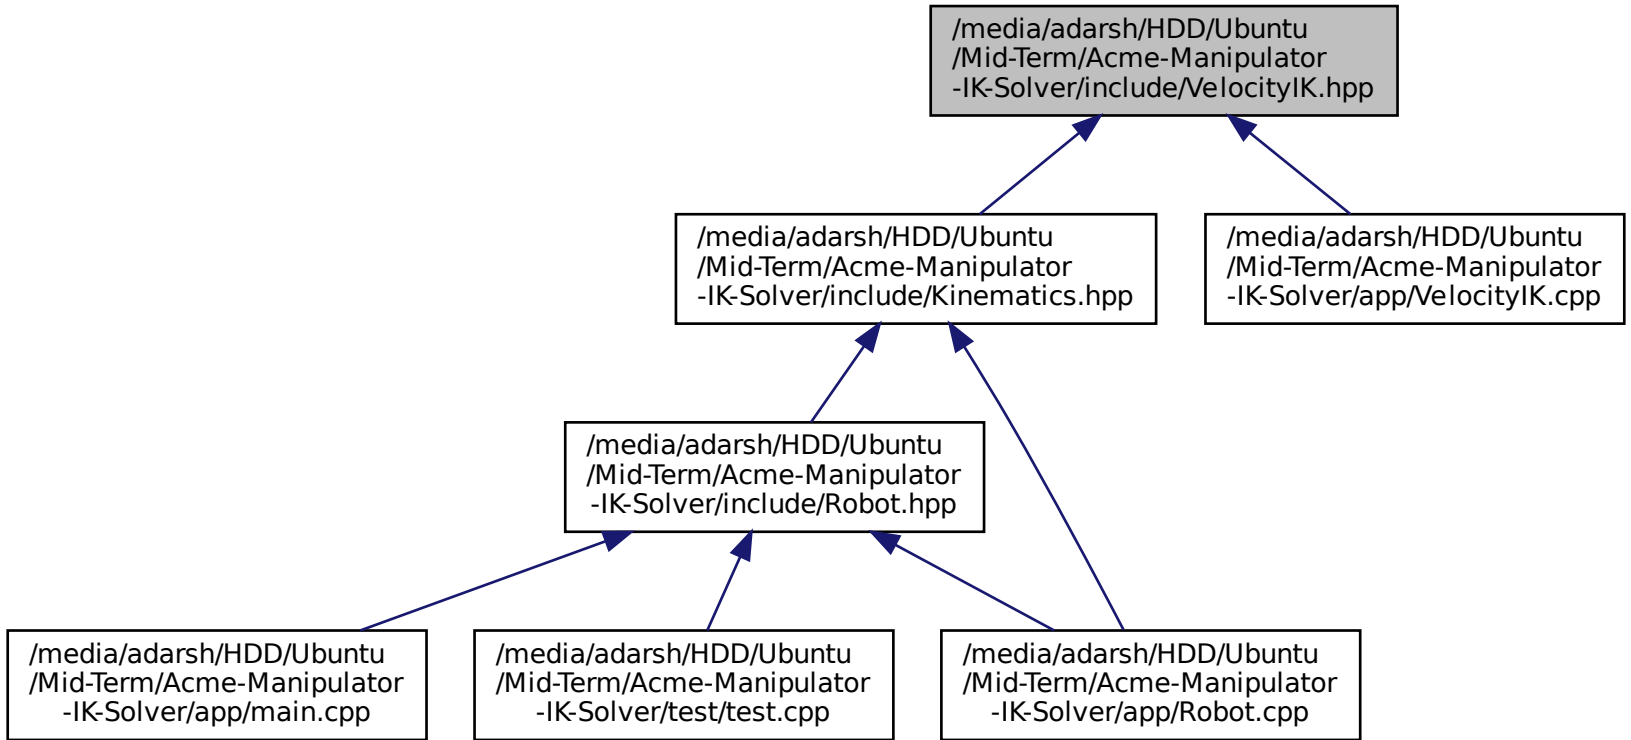 /media/adarsh/HDD/Ubuntu
/Mid-Term/Acme-Manipulator
-IK-Solver/include/VelocityIK.hpp
/media/adarsh/HDD/Ubuntu
/Mid-Term/Acme-Manipulator
-IK-Solver/include/Kinematics.hpp
/media/adarsh/HDD/Ubuntu
/Mid-Term/Acme-Manipulator
-IK-Solver/app/VelocityIK.cpp
/media/adarsh/HDD/Ubuntu
/Mid-Term/Acme-Manipulator
-IK-Solver/include/Robot.hpp
/media/adarsh/HDD/Ubuntu
/Mid-Term/Acme-Manipulator
-IK-Solver/app/main.cpp
/media/adarsh/HDD/Ubuntu
/Mid-Term/Acme-Manipulator
-IK-Solver/test/test.cpp
/media/adarsh/HDD/Ubuntu
/Mid-Term/Acme-Manipulator
-IK-Solver/app/Robot.cpp